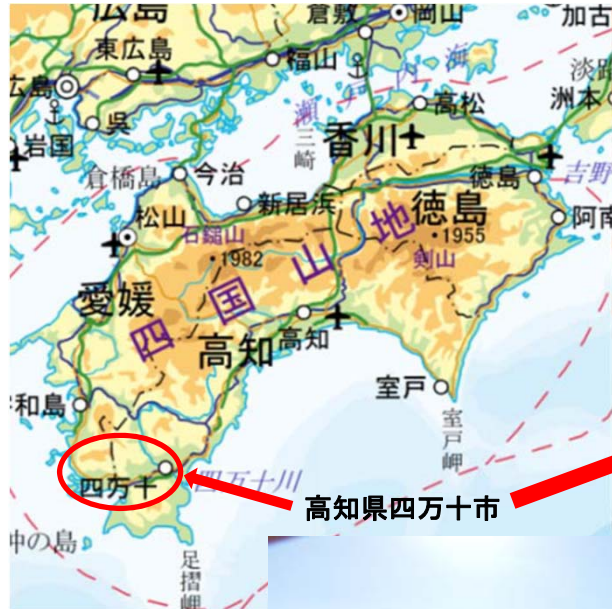 広島
倉敷
岡山
加古
東広島
福山
広島
瀬
内
海
淡路
洲本
呉
高松
岩国
三崎
香川
倉橋島
今治
徳島
吉野
新居浜
徳島
松山
石鎚山
阿南
・1982
・1955
剣山
四国山地
愛媛
高知
高知
室戸
和島
室戸岬
四万十
四万十川
高知県四万十市
沖の島
足摺岬